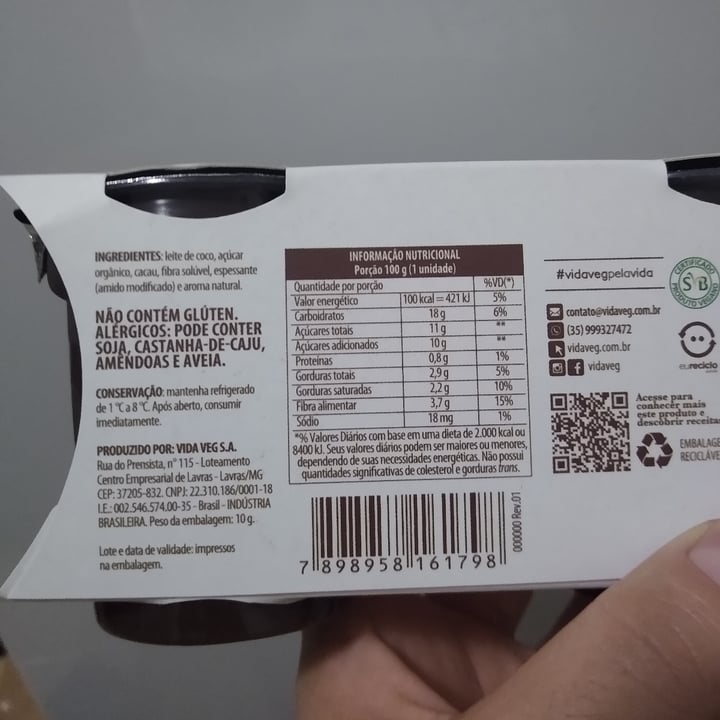 INGREDIENTES: leite de coco, açúcar
orgânico, cacau, fibra solúvel, espessante
(amido modificado) e aroma natural.
NÃO CONTÉM GLÚTEN.
ALÉRGICOS: PODE CONTER
SOJA, CASTANHA-DE-CAJU,
AMÊNDOAS E AVEIA.
CONSERVAÇÃO: mantenha refrigerado
de 1 °C a 8 °C. Após aberto, consumir
imediatamente.
PRODUZIDO POR: VIDA VEG S.A.
Rua do Prensista, n° 115 - Loteamento
Centro Empresarial de Lavras - Lavras/MG
CEP: 37205-832. CNPJ: 22.310.186/0001-18
I.E.: 002.546.574.00-35 - Brasil - INDÚSTRIA
BRASILEIRA. Peso da embalagem: 10 g.
Lote e data de validade: impressos
na embalagem.
INFORMAÇÃO NUTRICIONAL
Porção 100 g (1 unidade)
Quantidade por porção %VD(*)
Valor energético 100 kcal = 421 kJ 5%
Carboidratos 18 g 6%
Açúcares totais 11 g **
Açúcares adicionados 10 g **
Proteínas 0,8 g 1%
Gorduras totais 2,9 g 5%
Gorduras saturadas 2,2 g 10%
Fibra alimentar 3,7 g 15%
Sódio 18 mg 1%
*% Valores Diários com base em uma dieta de 2.000 kcal ou
8400 kJ. Seus valores diários podem ser maiores ou menores,
dependendo de suas necessidades energéticas. Não possui
quantidades significativas de colesterol e gorduras trans.
7 898958 161798
000000 Rev.01
#vidavegpelavida
contato@vidaveg.com.br
(35) 999327472
vidaveg.com.br
vidaveg
CERTIFICADO
SVB
PRODUTO VEGANO
eureciclo
Acesse para
conhecer mais
este produto e
descobrir receitas
EMBALAGE
RECICLÁVE